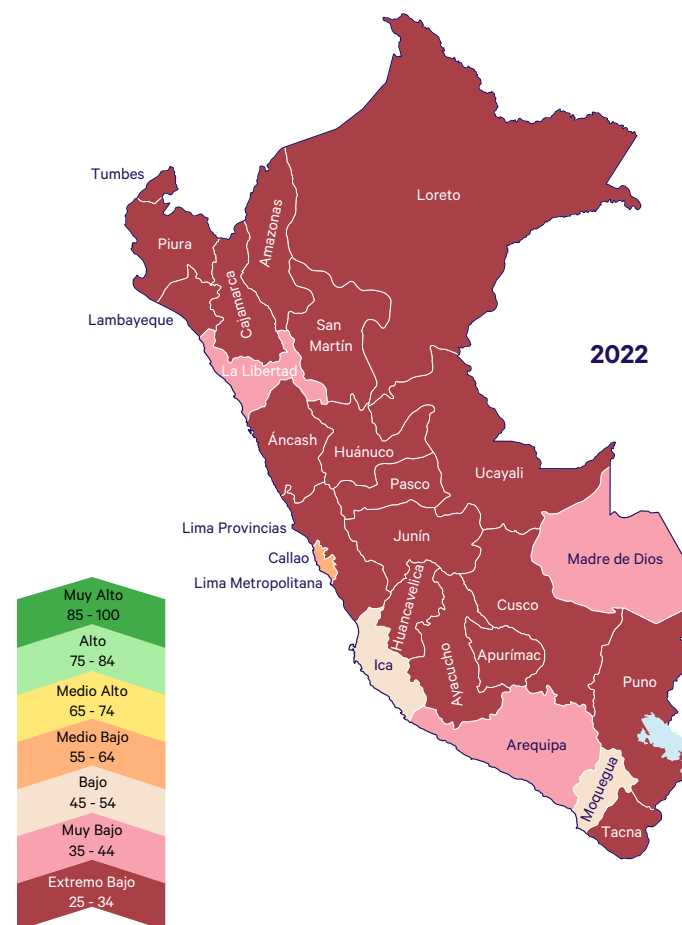 Tumbes
Loreto
Amazonas
Piura
Cajamarca
Lambayeque
San
Martín
2022
La Libertad
Áncash
Huánuco
Ucayali
Pasco
Lima Provincias
Junín
Callao
Madre de Dios
Lima Metropolitana
Huancavelica
Cusco
Ica
Ayacucho
Apurímac
Puno
Arequipa
Moquegua
Tacna
Muy Alto
85 - 100
Alto
75 - 84
Medio Alto
65 - 74
Medio Bajo
55 - 64
Bajo
45 - 54
Muy Bajo
35 - 44
Extremo Bajo
25 - 34